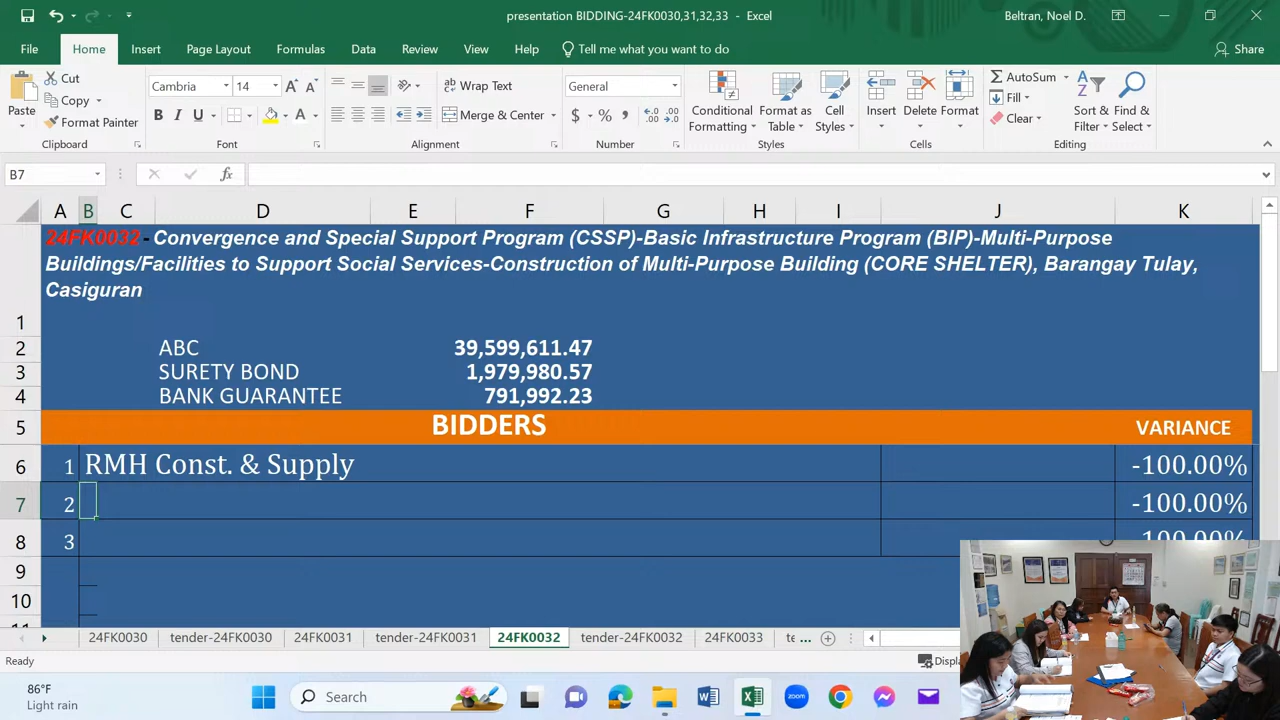 presentation BIDDING-24FK0030,31,32,33 - Excel
Beltran, Noel D.
File Home Insert Page Layout Formulas Data Review View Help Tell me what you want to do Share
Cut
Copy
Format Painter
Paste
Clipboard
Cambria 14
B I U
Font
Wrap Text
Merge & Center
Alignment
General
$ % ,
Number
Conditional Formatting
Format as Table
Cell Styles
Styles
Insert Delete Format
Cells
AutoSum
Fill
Clear
Sort & Filter
Find & Select
Editing
B7 fx
A B C D E F G H I J K
24FK0032 - Convergence and Special Support Program (CSSP)-Basic Infrastructure Program (BIP)-Multi-Purpose
Buildings/Facilities to Support Social Services-Construction of Multi-Purpose Building (CORE SHELTER), Barangay Tulay,
Casiguran
1
2 ABC 39,599,611.47
3 SURETY BOND 1,979,980.57
4 BANK GUARANTEE 791,992.23
5 BIDDERS VARIANCE
6 1 RMH Const. & Supply -100.00%
7 2 -100.00%
8 3 -100.00%
9
10
11
24FK0030 tender-24FK0030 24FK0031 tender-24FK0031 24FK0032 tender-24FK0032 24FK0033 te ...
Ready
86°F
Light rain
Search
zoom